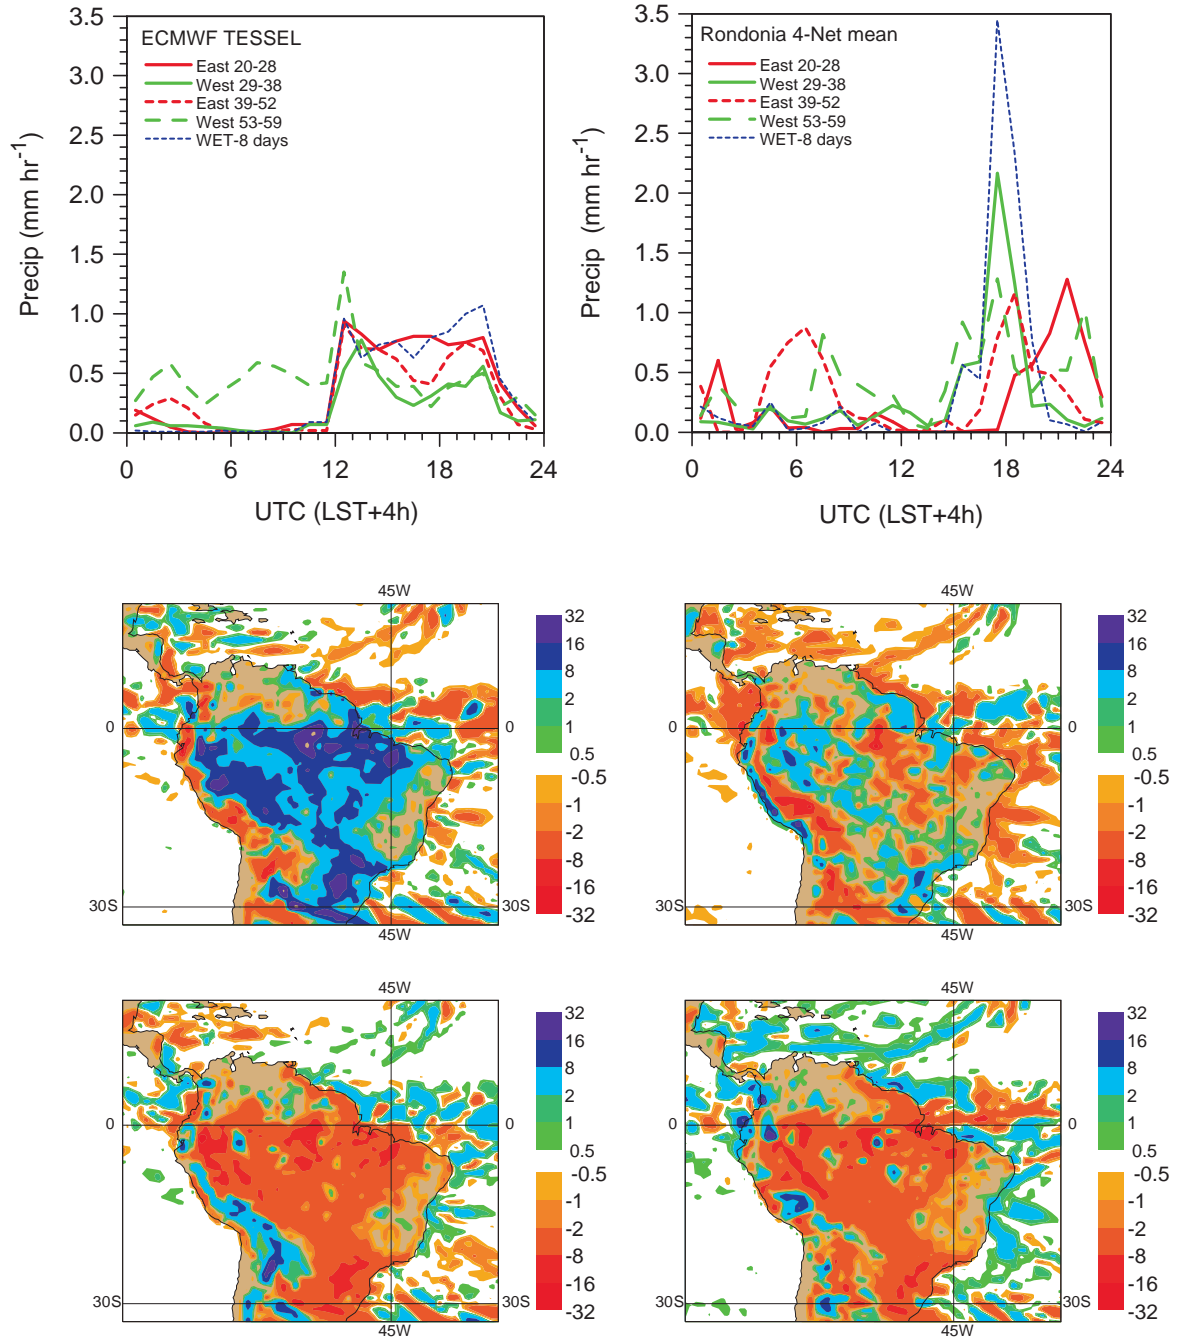 3.5
3.0
2.5
2.0
1.5
1.0
0.5
0.0
Precip (mm hr-1)
ECMWF TESSEL
East 20-28
West 29-38
East 39-52
West 53-59
WET-8 days
0 6 12 18 24
UTC (LST+4h)
3.5
3.0
2.5
2.0
1.5
1.0
0.5
0.0
Precip (mm hr-1)
Rondonia 4-Net mean
East 20-28
West 29-38
East 39-52
West 53-59
WET-8 days
0 6 12 18 24
UTC (LST+4h)
45W
0 0
30S 30S
45W
32
16
8
2
1
0.5
-0.5
-1
-2
-8
-16
-32
45W
0 0
30S 30S
45W
32
16
8
2
1
0.5
-0.5
-1
-2
-8
-16
-32
45W
0 0
30S 30S
45W
32
16
8
2
1
0.5
-0.5
-1
-2
-8
-16
-32
45W
0 0
30S 30S
45W
32
16
8
2
1
0.5
-0.5
-1
-2
-8
-16
-32